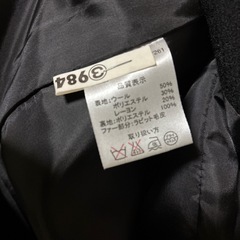 ③984
261
品質表示
表地:ウール 50%
ポリエステル 30%
レーヨン 20%
裏地:ポリエステル 100%
ファー部分:ラビット毛皮
取り扱い方